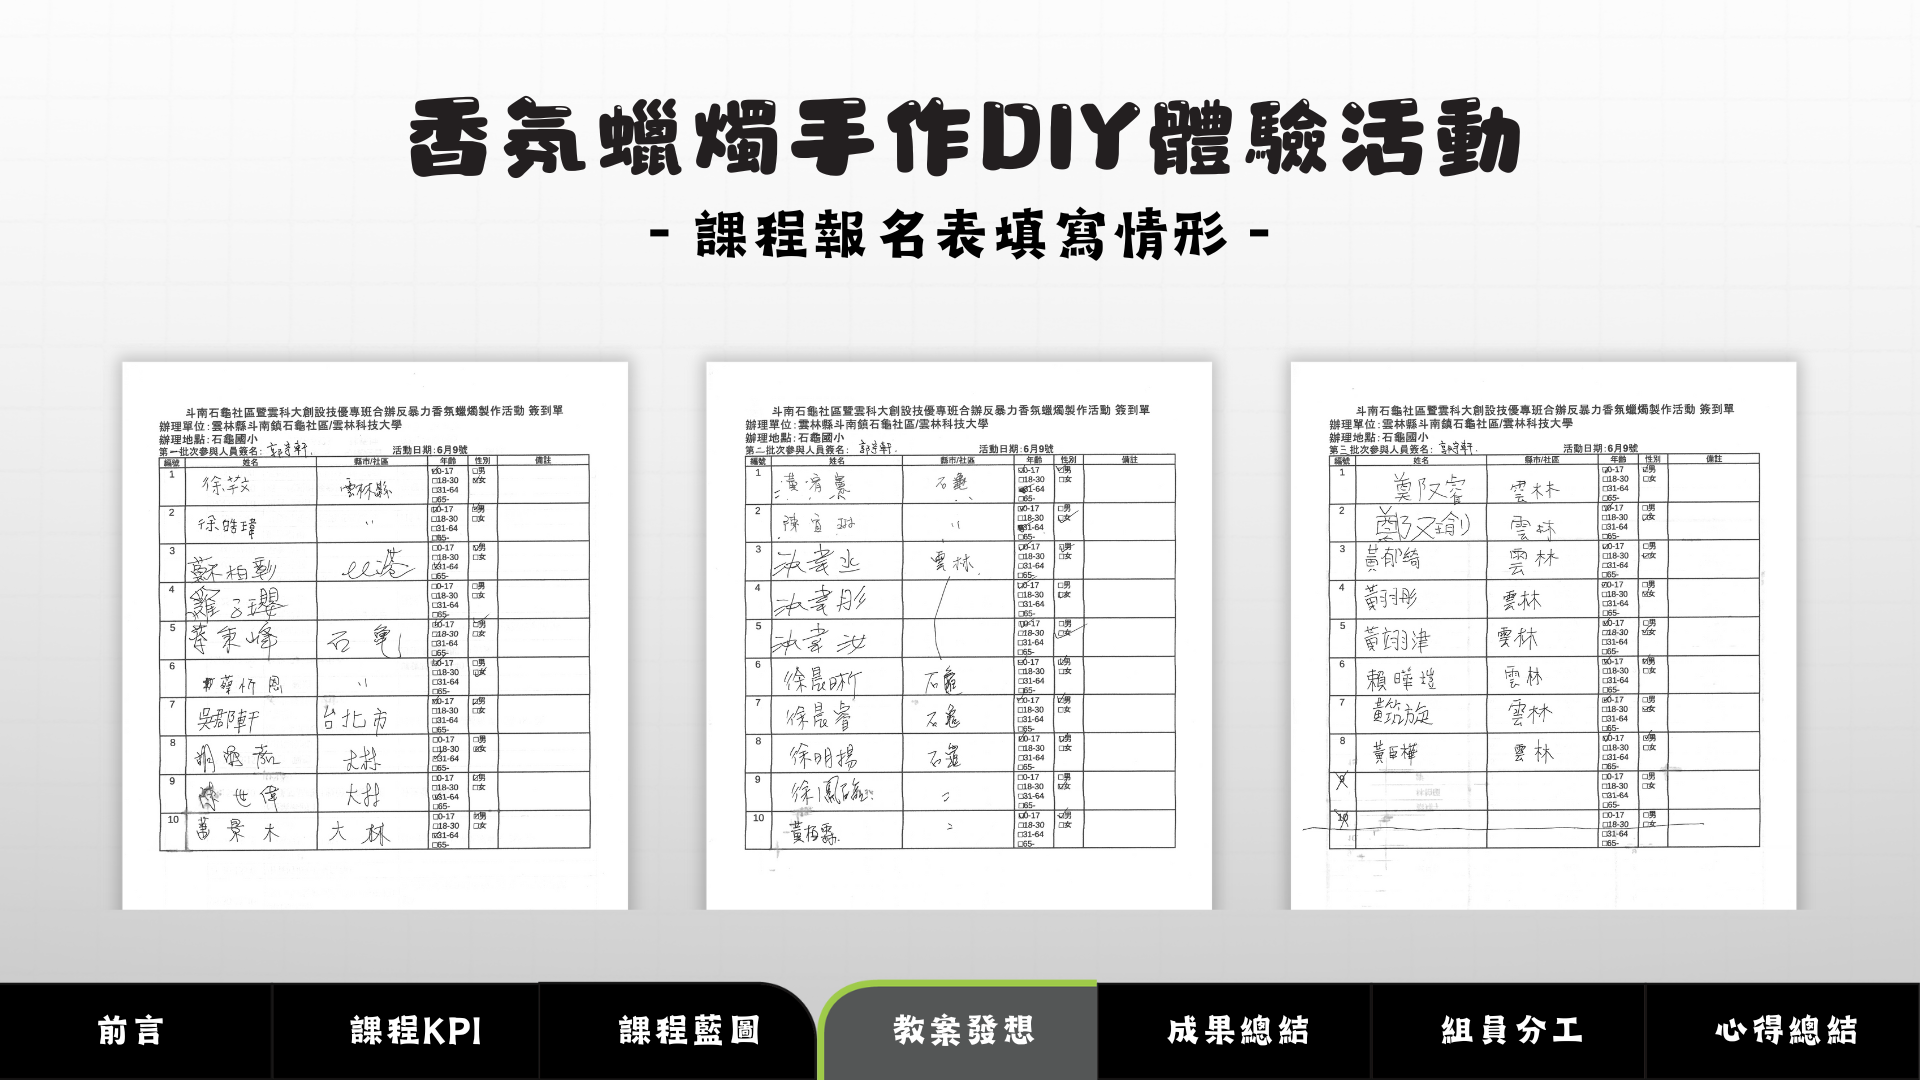 香氛蠟燭手作DIY體驗活動
- 課程報名表填寫情形 -
斗南石龜社區暨雲科大創設技優專班合辦反暴力香氛蠟燭製作活動 簽到單
辦理單位:雲林縣斗南鎮石龜社區/雲林科技大學
辦理地點:石龜國小
第一批次參與人員簽名: 活動日期:6月9號
編號 姓名 縣市/社區 年齡 性別 備註
1 徐 雲林縣 □0-17 □18-30 □31-64 □65- □男 □女
2 徐皓瑋 〃 □0-17 □18-30 □31-64 □65- □男 □女
3 蘇柏彰 □0-17 □18-30 □31-64 □65- □男 □女
4 羅 瓔 □0-17 □18-30 □31-64 □65- □男 □女
5 蔡秉峰 石龜 □0-17 □18-30 □31-64 □65- □男 □女
6 蔡忻恩 〃 □0-17 □18-30 □31-64 □65- □男 □女
7 吳郡軒 台北市 □0-17 □18-30 □31-64 □65- □男 □女
8 大林 □0-17 □18-30 □31-64 □65- □男 □女
9 世偉 大林 □0-17 □18-30 □31-64 □65- □男 □女
10 景木 大林 □0-17 □18-30 □31-64 □65- □男 □女
斗南石龜社區暨雲科大創設技優專班合辦反暴力香氛蠟燭製作活動 簽到單
辦理單位:雲林縣斗南鎮石龜社區/雲林科技大學
辦理地點:石龜國小
第二批次參與人員簽名: 活動日期:6月9號
編號 姓名 縣市/社區 年齡 性別 備註
1 黃 石龜 □0-17 □18-30 □31-64 □65- □男 □女
2 陳宣琳 〃 □0-17 □18-30 □31-64 □65- □男 □女
3 雲林 □0-17 □18-30 □31-64 □65- □男 □女
4 □0-17 □18-30 □31-64 □65- □男 □女
5 □0-17 □18-30 □31-64 □65- □男 □女
6 徐晨晰 石龜 □0-17 □18-30 □31-64 □65- □男 □女
7 徐晨睿 石龜 □0-17 □18-30 □31-64 □65- □男 □女
8 徐明揚 石龜 □0-17 □18-30 □31-64 □65- □男 □女
9 徐鳳 〃 □0-17 □18-30 □31-64 □65- □男 □女
10 黃柏霖 〃 □0-17 □18-30 □31-64 □65- □男 □女
斗南石龜社區暨雲科大創設技優專班合辦反暴力香氛蠟燭製作活動 簽到單
辦理單位:雲林縣斗南鎮石龜社區/雲林科技大學
辦理地點:石龜國小
第三批次參與人員簽名: 活動日期:6月9號
編號 姓名 縣市/社區 年齡 性別 備註
1 鄭又睿 雲林 □0-17 □18-30 □31-64 □65- □男 □女
2 鄭又瑜 雲林 □0-17 □18-30 □31-64 □65- □男 □女
3 黃郁綺 雲林 □0-17 □18-30 □31-64 □65- □男 □女
4 黃羽彤 雲林 □0-17 □18-30 □31-64 □65- □男 □女
5 黃翊津 雲林 □0-17 □18-30 □31-64 □65- □男 □女
6 賴暐愷 雲林 □0-17 □18-30 □31-64 □65- □男 □女
7 黃筑旋 雲林 □0-17 □18-30 □31-64 □65- □男 □女
8 黃臣樺 雲林 □0-17 □18-30 □31-64 □65- □男 □女
9 □0-17 □18-30 □31-64 □65- □男 □女
10 □0-17 □18-30 □31-64 □65- □男 □女
前言 課程KPI 課程藍圖 教案發想 成果總結 組員分工 心得總結